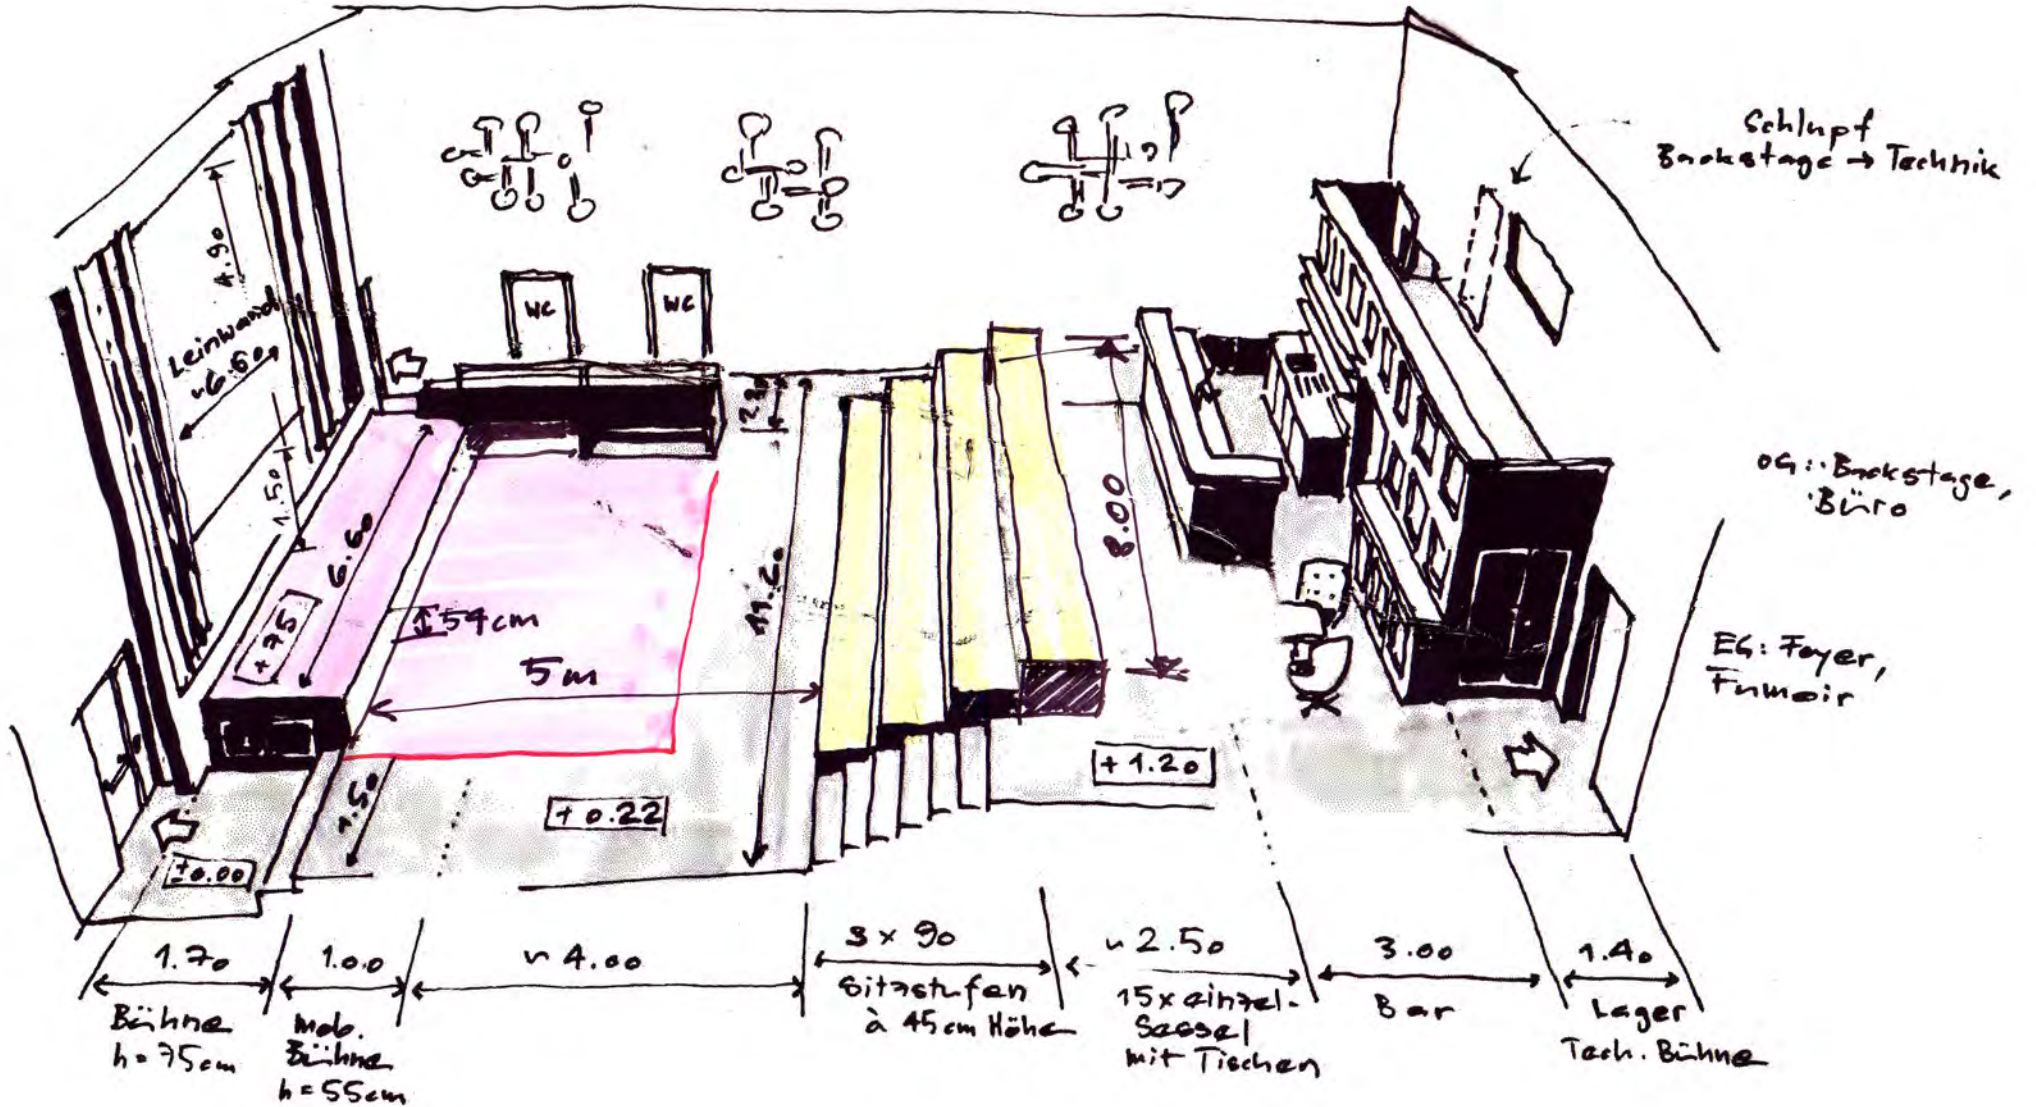 Schlupf
Backstage → Technik
4.90
Leinwand
~6.60
1.50
WC
WC
OG: Backstage,
Büro
EG: Foyer,
Fumoir
6.60
+75
54cm
5m
11.20
8.00
1.50
+0.22
+1.20
±0.00
1.70
1.00
~ 4.00
3 x 90
~ 2.50
3.00
1.40
Bühne
h=75cm
mob.
Bühne
h=55cm
Sitzstufen
à 45cm Höhe
15x einzel-
Sessel
mit Tischen
Bar
Lager
Tech. Bühne